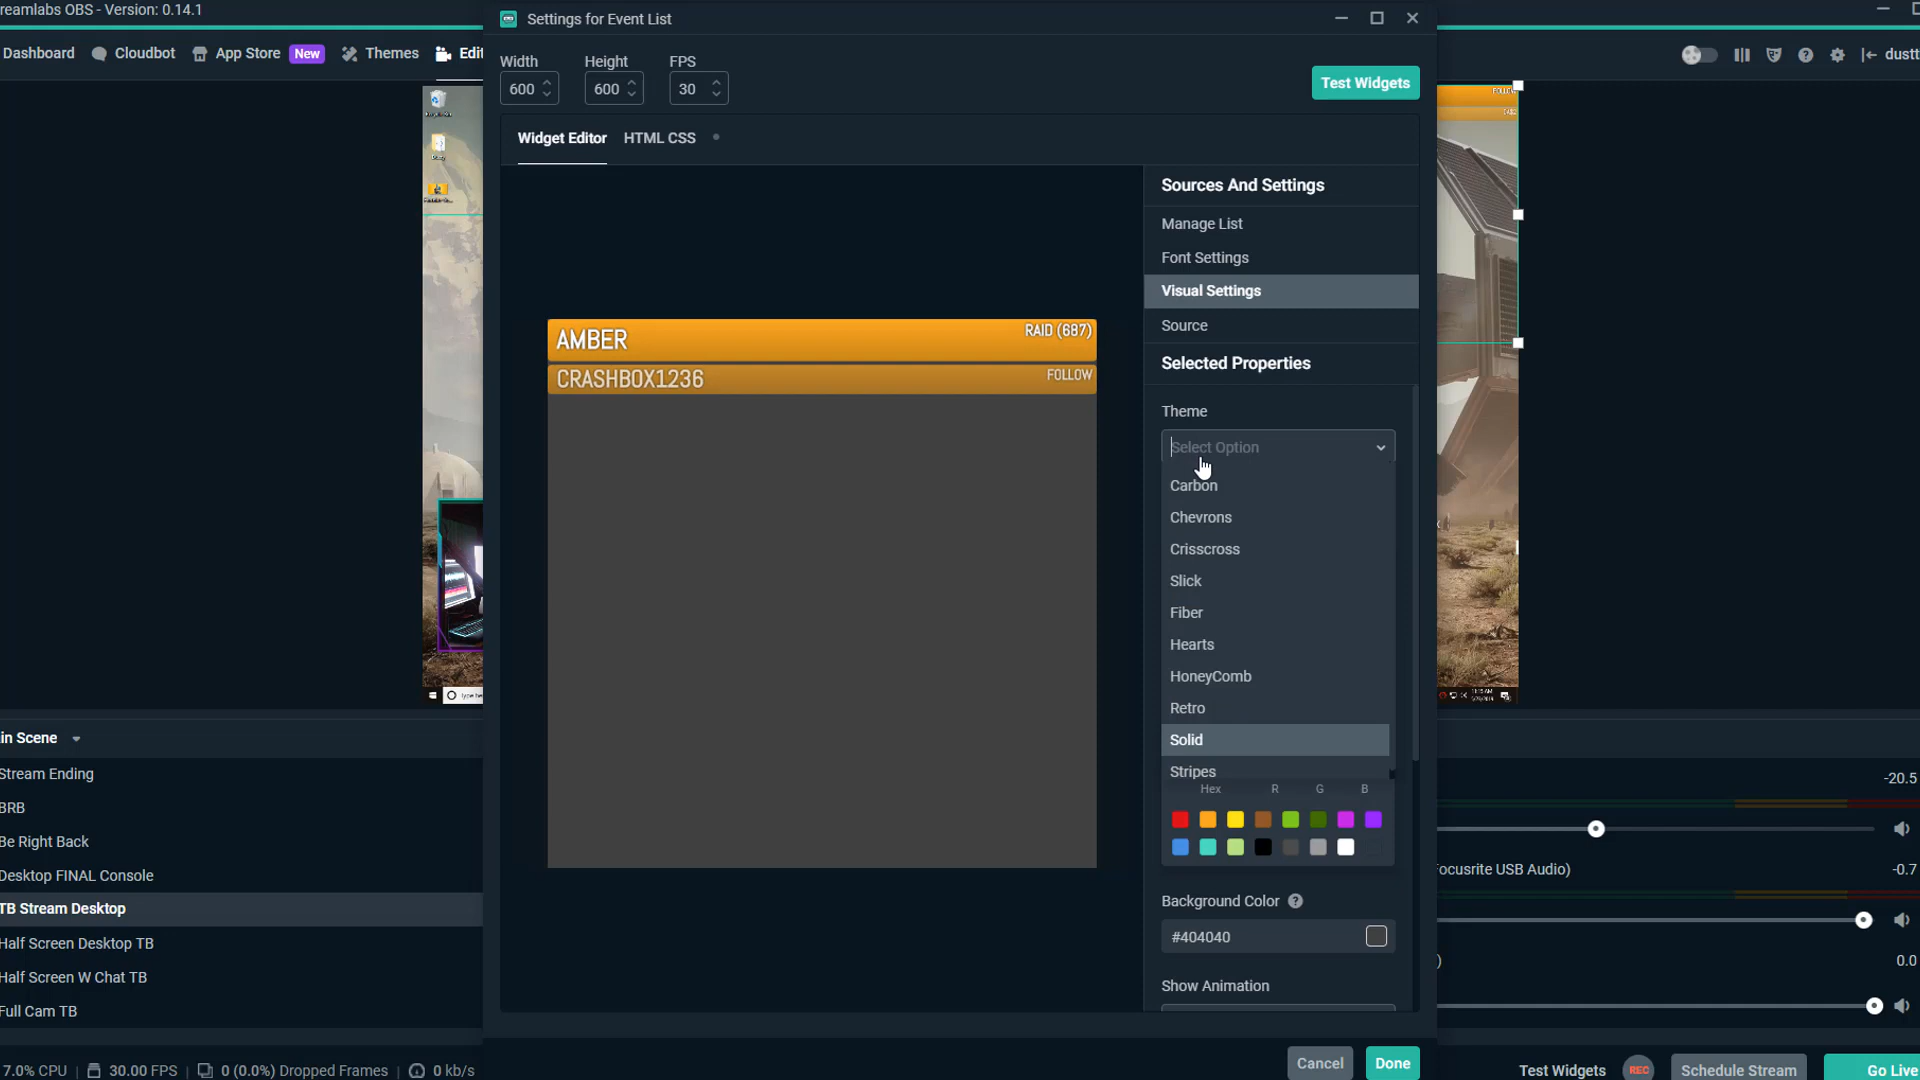 reamlabs OBS - Version: 0.14.1
Settings for Event List
Dashboard
Cloudbot
App Store
New
Themes
Edit
dustt
Width
Height
FPS
600
600
30
Test Widgets
Widget Editor
HTML CSS
Sources And Settings
Manage List
Font Settings
Visual Settings
Source
Selected Properties
Theme
Select Option
Carbon
Chevrons
Crisscross
Slick
Fiber
Hearts
HoneyComb
Retro
Solid
Stripes
Hex R G B
Background Color
#404040
Show Animation
AMBER
RAID (687)
CRASHBOX1236
FOLLOW
in Scene
Stream Ending
BRB
Be Right Back
Desktop FINAL Console
TB Stream Desktop
Half Screen Desktop TB
Half Screen W Chat TB
Full Cam TB
-20.5
ocusrite USB Audio)
-0.7
)
0.0
Cancel
Done
7.0% CPU
30.00 FPS
0 (0.0%) Dropped Frames
0 kb/s
Test Widgets
REC
Schedule Stream
Go Live